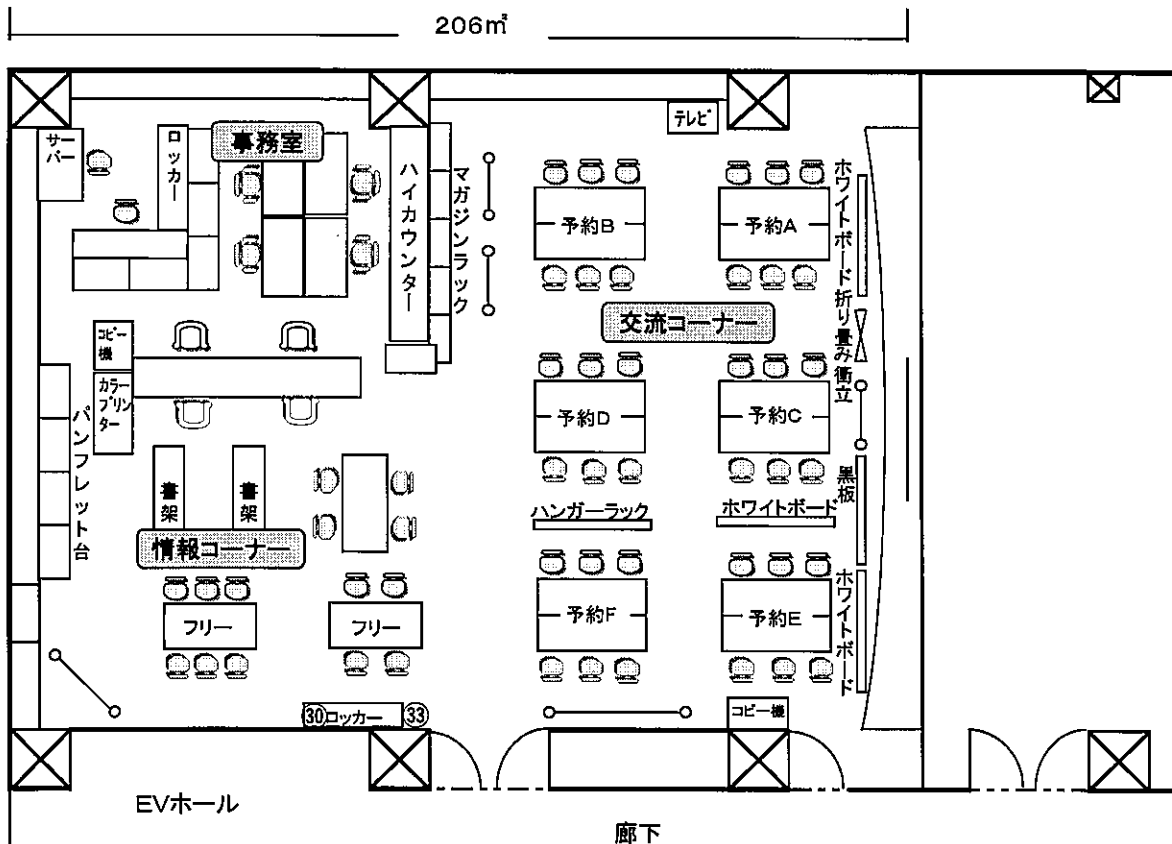 206㎡
テレビ
サーバー
ロッカー
事務室
ハイカウンター
マガジンラック
予約B
予約A
ホワイトボード
折り畳み衝立
交流コーナー
コピー機
カラープリンター
パンフレット台
予約D
予約C
黒板
書架
書架
ハンガーラック
ホワイトボード
情報コーナー
フリー
フリー
予約F
予約E
ホワイトボード
㉚ロッカー㉝
コピー機
EVホール
廊下